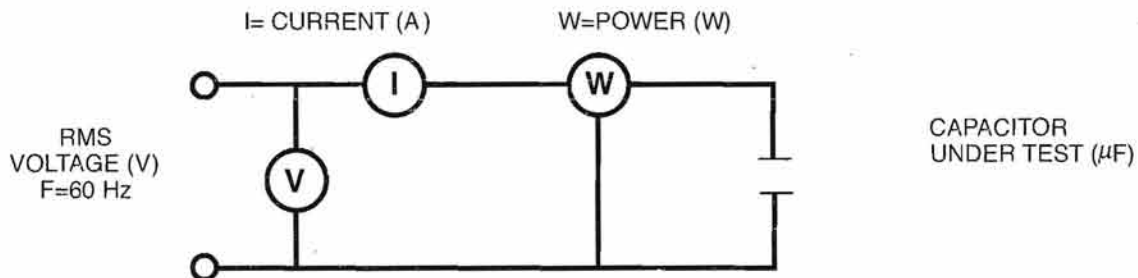 I= CURRENT (A)
W=POWER (W)
I
W
RMS
VOLTAGE (V)
F=60 Hz
V
CAPACITOR
UNDER TEST (μF)